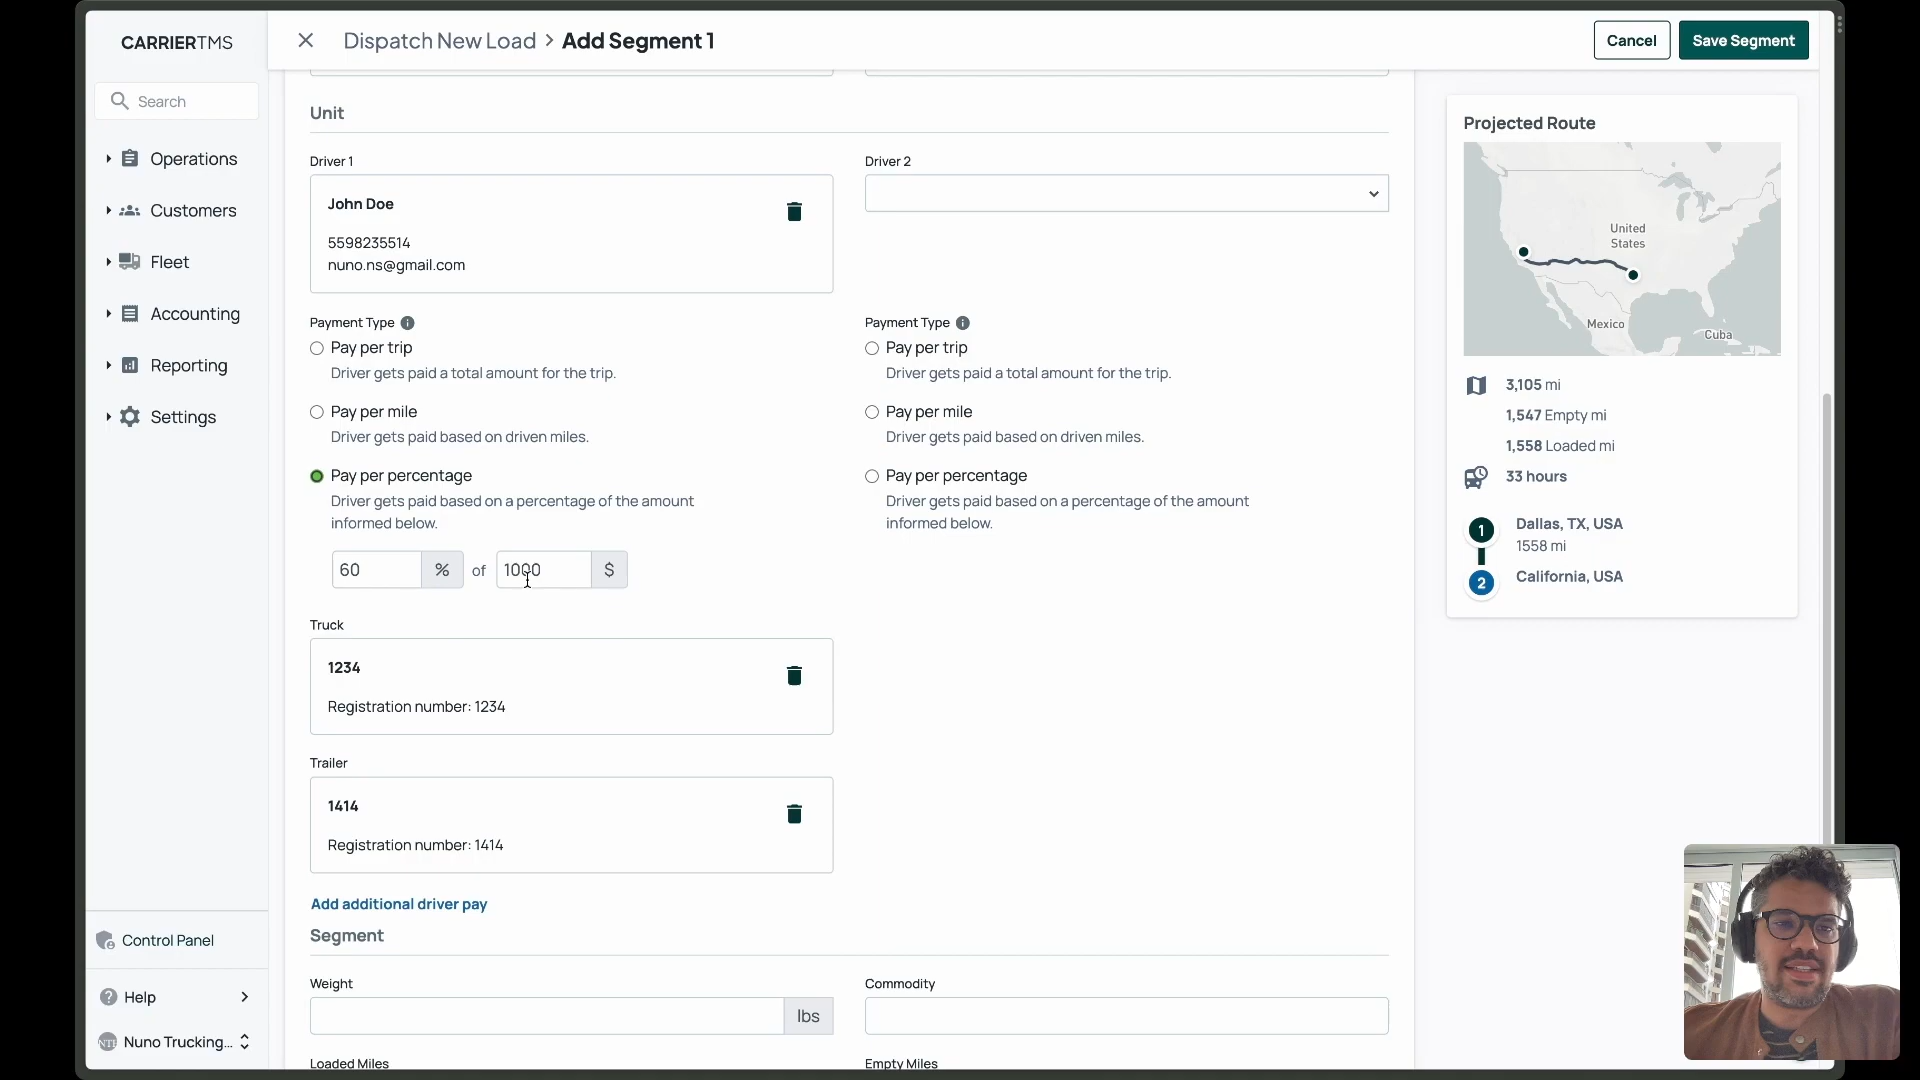 CARRIERTMS
Search
Operations
Customers
Fleet
Accounting
Reporting
Settings
Control Panel
Help
NTI Nuno Trucking...
Dispatch New Load > Add Segment 1
Cancel
Save Segment
Unit
Driver 1
John Doe
5598235514
nuno.ns@gmail.com
Payment Type
Pay per trip
Driver gets paid a total amount for the trip.
Pay per mile
Driver gets paid based on driven miles.
Pay per percentage
Driver gets paid based on a percentage of the amount
informed below.
60 % of 1000 $
Driver 2
Payment Type
Pay per trip
Driver gets paid a total amount for the trip.
Pay per mile
Driver gets paid based on driven miles.
Pay per percentage
Driver gets paid based on a percentage of the amount
informed below.
Truck
1234
Registration number: 1234
Trailer
1414
Registration number: 1414
Add additional driver pay
Segment
Weight
lbs
Commodity
Loaded Miles
Empty Miles
Projected Route
United
States
Mexico
Cuba
3,105 mi
1,547 Empty mi
1,558 Loaded mi
33 hours
1 Dallas, TX, USA
1558 mi
2 California, USA